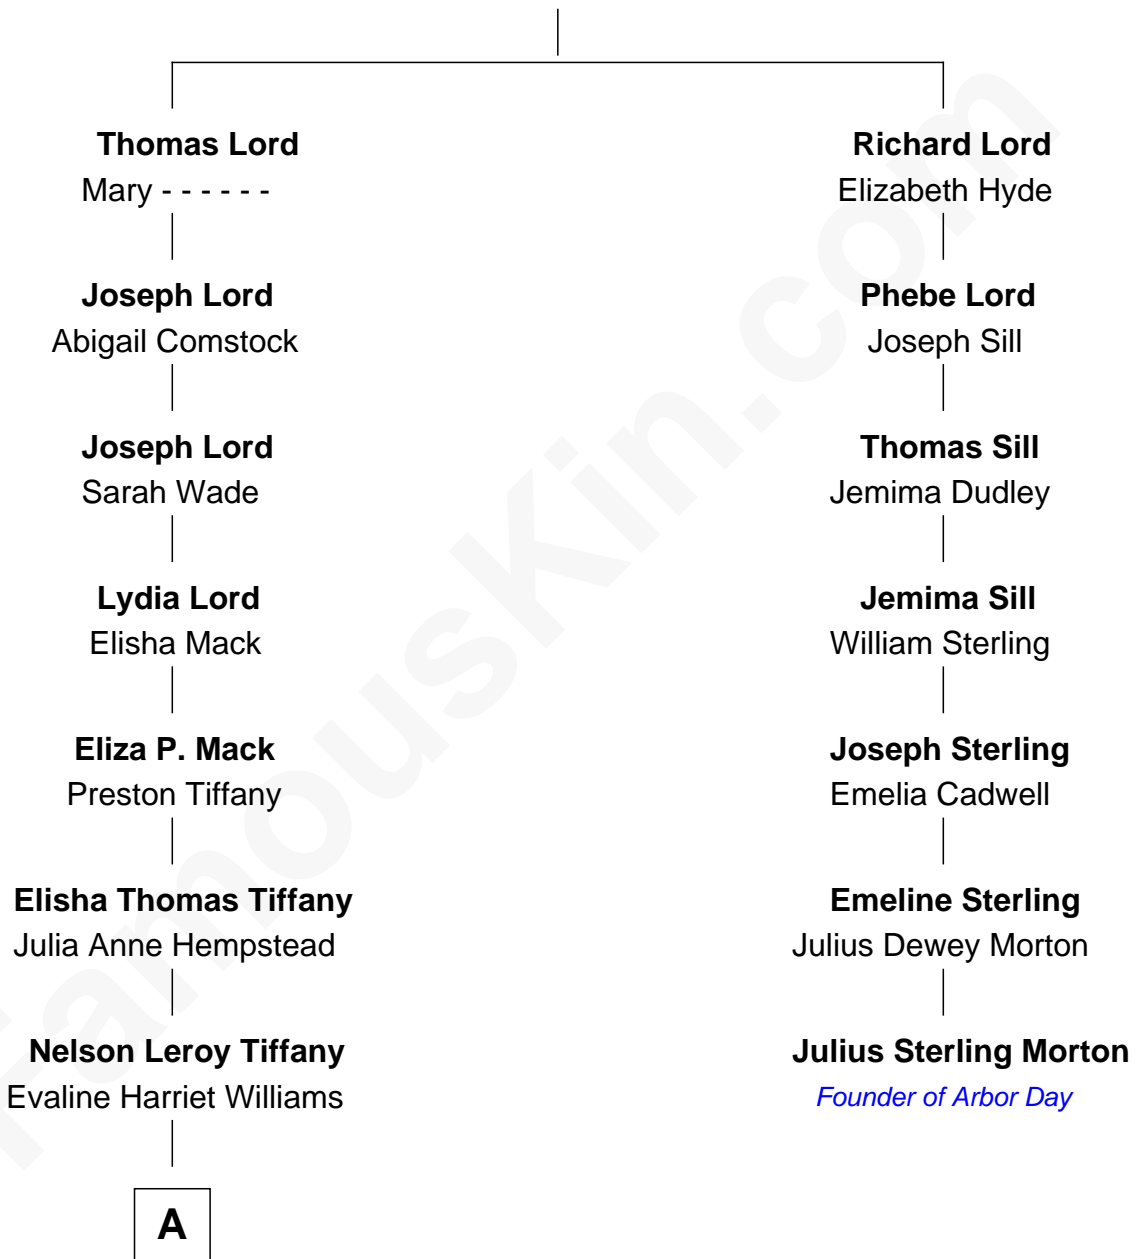 Thomas Lord
Mary - - - - - -
Richard Lord
Elizabeth Hyde
Joseph Lord
Abigail Comstock
Phebe Lord
Joseph Sill
Joseph Lord
Sarah Wade
Thomas Sill
Jemima Dudley
Lydia Lord
Elisha Mack
Jemima Sill
William Sterling
Eliza P. Mack
Preston Tiffany
Joseph Sterling
Emelia Cadwell
Elisha Thomas Tiffany
Julia Anne Hempstead
Emeline Sterling
Julius Dewey Morton
Nelson Leroy Tiffany
Evaline Harriet Williams
Julius Sterling Morton
Founder of Arbor Day
A
FamousKin.com